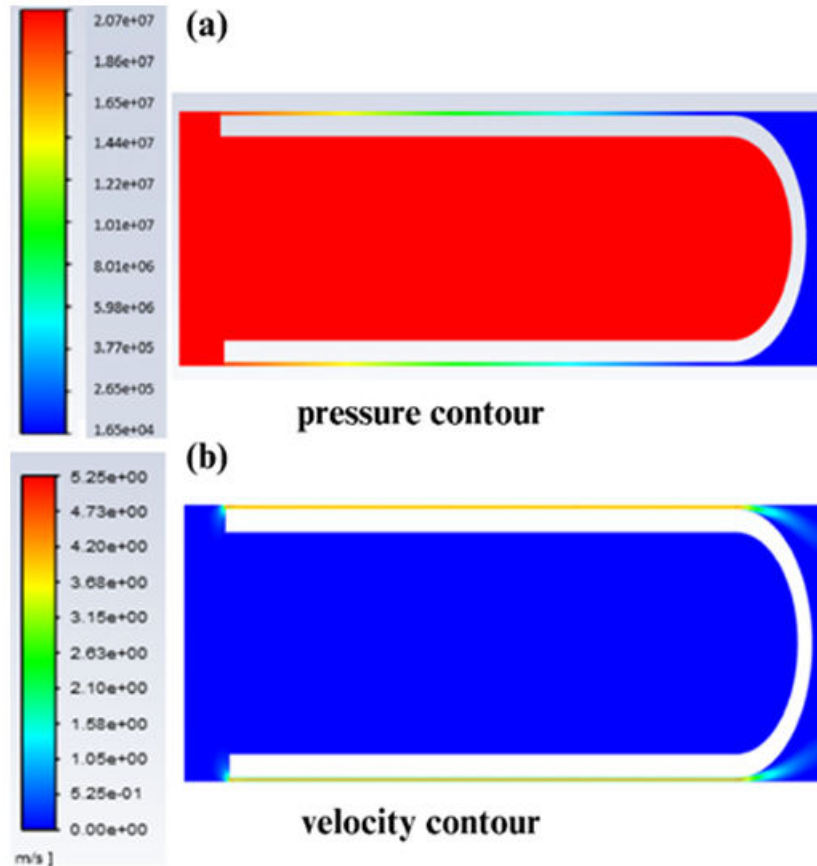 (a)
2.07e+07
1.86e+07
1.65e+07
1.44e+07
1.22e+07
1.01e+07
8.01e+06
5.98e+06
3.77e+05
2.65e+05
1.65e+04
pressure contour
(b)
5.25e+00
4.73e+00
4.20e+00
3.68e+00
3.15e+00
2.63e+00
2.10e+00
1.58e+00
1.05e+00
5.25e-01
0.00e+00
velocity contour
m/s ]